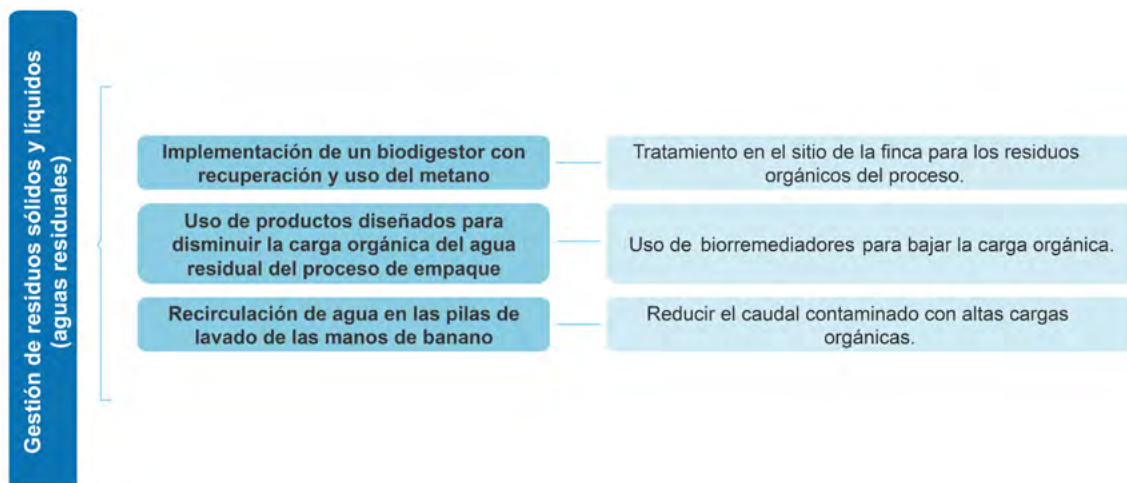 Gestión de residuos sólidos y líquidos
(aguas residuales)
Implementación de un biodigestor con
recuperación y uso del metano
Tratamiento en el sitio de la finca para los residuos
orgánicos del proceso.
Uso de productos diseñados para
disminuir la carga orgánica del agua
residual del proceso de empaque
Uso de biorremediadores para bajar la carga orgánica.
Recirculación de agua en las pilas de
lavado de las manos de banano
Reducir el caudal contaminado con altas cargas
orgánicas.